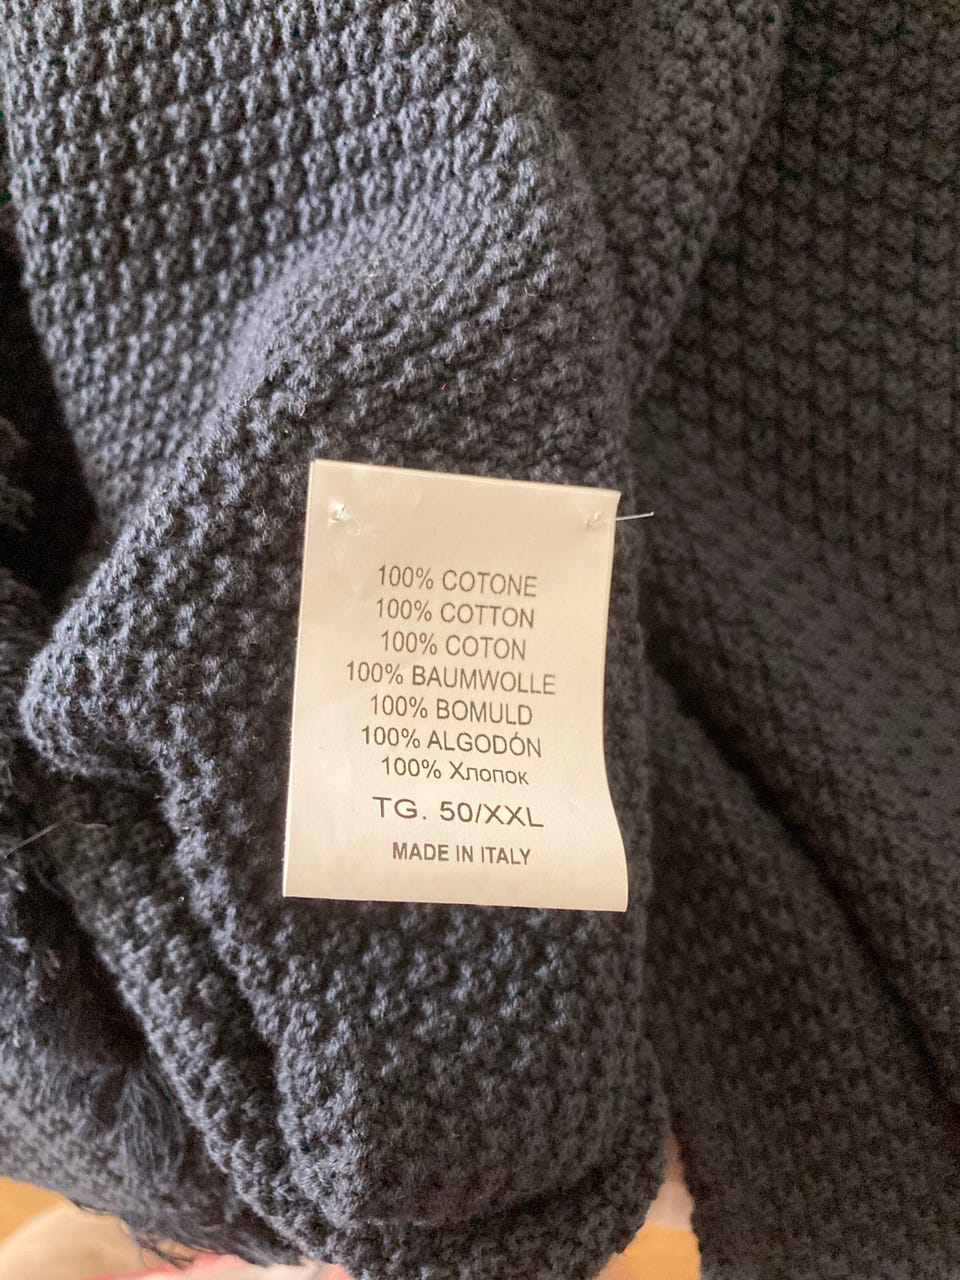 100% COTONE
100% COTTON
100% COTON
100% BAUMWOLLE
100% BOMULD
100% ALGODÓN
100% Хлопок
TG. 50/XXL
MADE IN ITALY